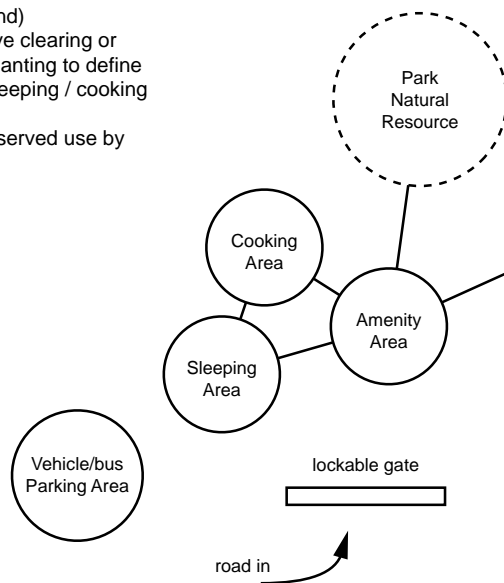 nd)
ve clearing or
anting to define
eeping / cooking
served use by
Park
Natural
Resource
Cooking
Area
Amenity
Area
Sleeping
Area
Vehicle/bus
Parking Area
lockable gate
road in